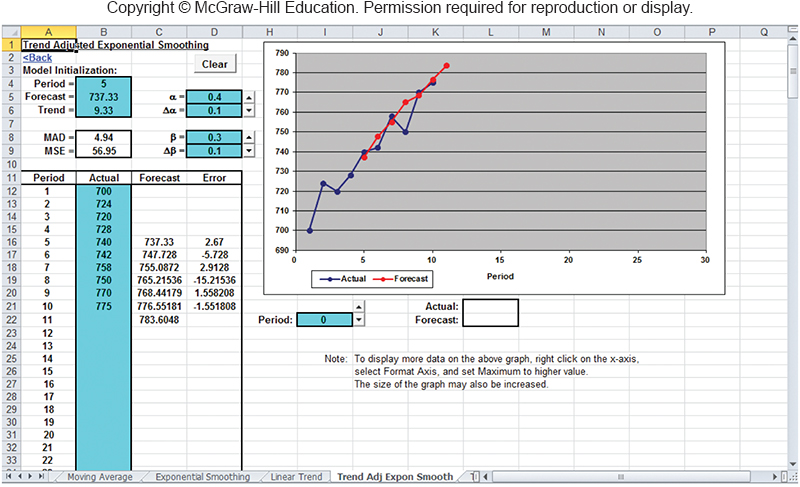 Copyright © McGraw-Hill Education. Permission required for reproduction or display.
A B C D E F G H I J K L M N O P Q
1 Trend Adjusted Exponential Smoothing
2 <Back
Clear
3 Model Initialization:
4 Period = 5
5 Forecast = 737.33 α = 0.4
6 Trend = 9.33 Δα = 0.1
7
8 MAD = 4.94 β = 0.3
9 MSE = 56.95 Δβ = 0.1
10
11 Period Actual Forecast Error
12 1 700
13 2 724
14 3 720
15 4 728
16 5 740 737.33 2.67
17 6 742 747.728 -5.728
18 7 758 755.0872 2.9128
19 8 750 765.21536 -15.21536
20 9 770 768.44179 1.558208
21 10 775 776.55181 -1.551808
22 11 783.6048
23 12
24 13
25 14
26 15
27 16
28 17
29 18
30 19
31 20
32 21
33 22
790
780
770
760
750
740
730
720
710
700
690
0 5 10 15 20 25 30
Actual Forecast
Period
Period: 0
Actual:
Forecast:
Note: To display more data on the above graph, right click on the x-axis,
select Format Axis, and set Maximum to higher value.
The size of the graph may also be increased.
Moving Average Exponential Smoothing Linear Trend Trend Adj Expon Smooth